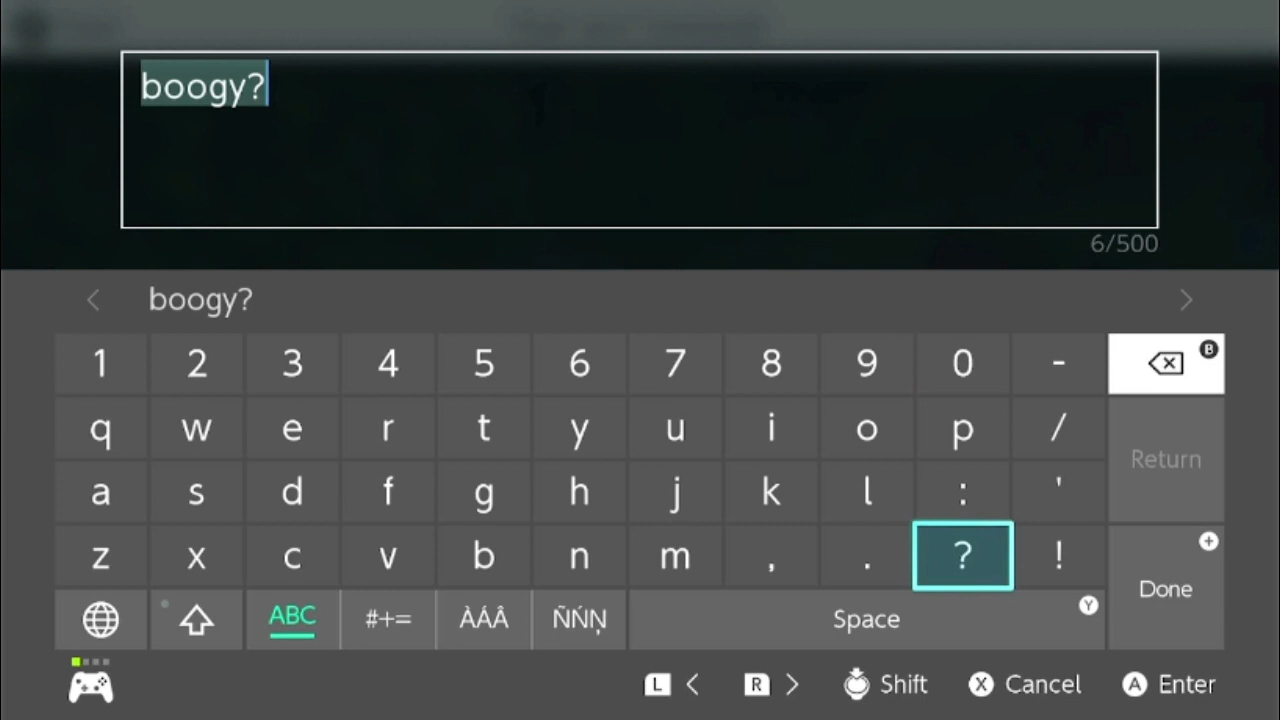 boogy?
6/500
< boogy? >
1 2 3 4 5 6 7 8 9 0 - B
q w e r t y u i o p /
Return
a s d f g h j k l : '
z x c v b n m , . ? ! +
Done
ABC #+= ÀÁÂ ÑŃŅ Space Y
L < R > Shift X Cancel A Enter